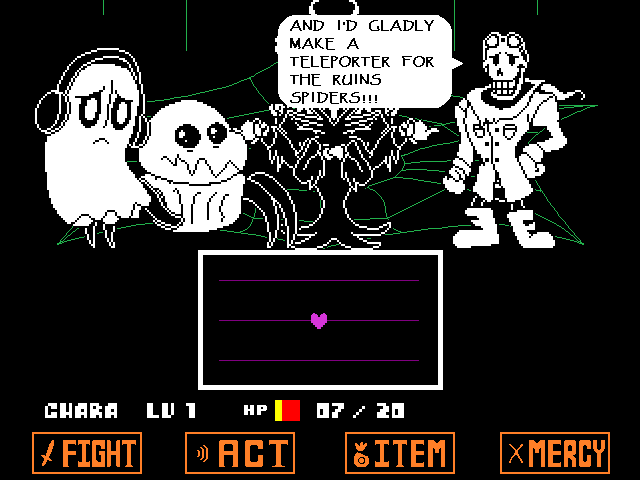 AND I'D GLADLY
MAKE A
TELEPORTER FOR
THE RUINS
SPIDERS!!!
CHARA LV 1 HP 07 / 20
FIGHT ACT ITEM MERCY